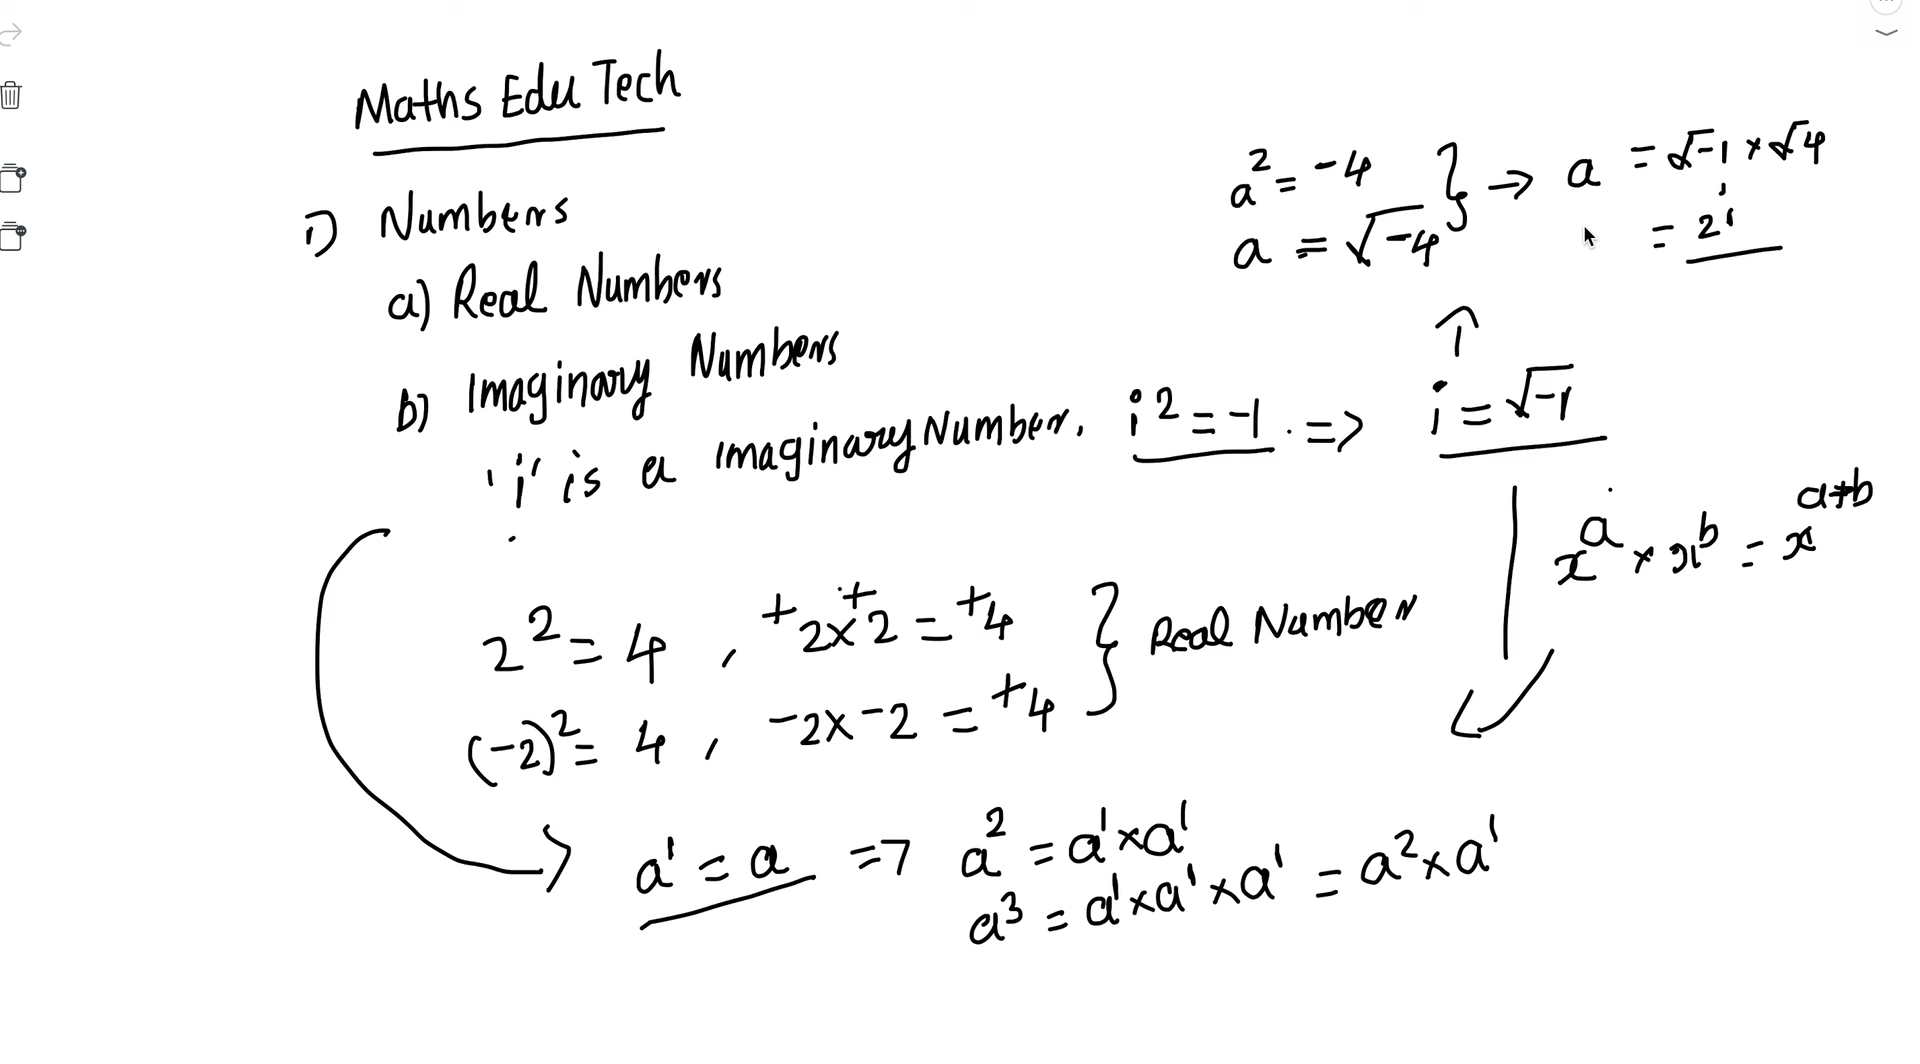 Maths Edu Tech
1) Numbers
a) Real Numbers
b) Imaginary Numbers
'i' is a Imaginary Number. i² = -1 . => i = √-1
a² = -4 } → a = √-1 × √4
a = √-4 = 2i
xᵃ × xᵇ = xᵃ⁺ᵇ
2² = 4 , +2×+2 = +4 } Real Number
(-2)² = 4 , -2×-2 = +4
a¹ = a => a² = a¹×a¹
a³ = a¹×a¹×a¹ = a²×a¹